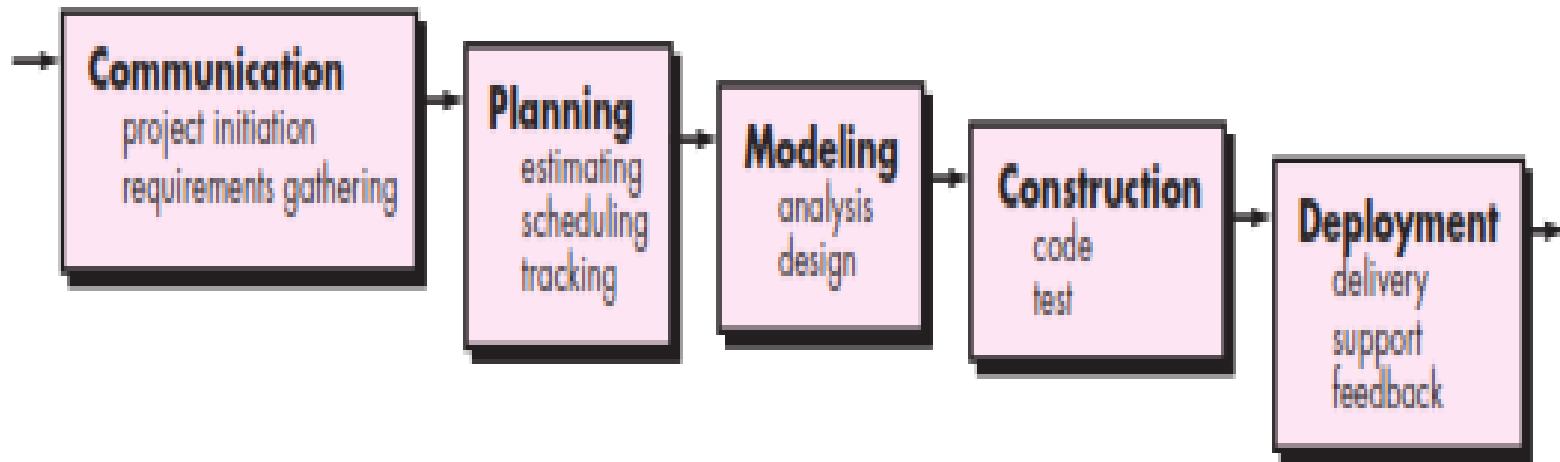 Communication
project initiation
requirements gathering
Planning
estimating
scheduling
tracking
Modeling
analysis
design
Construction
code
test
Deployment
delivery
support
feedback